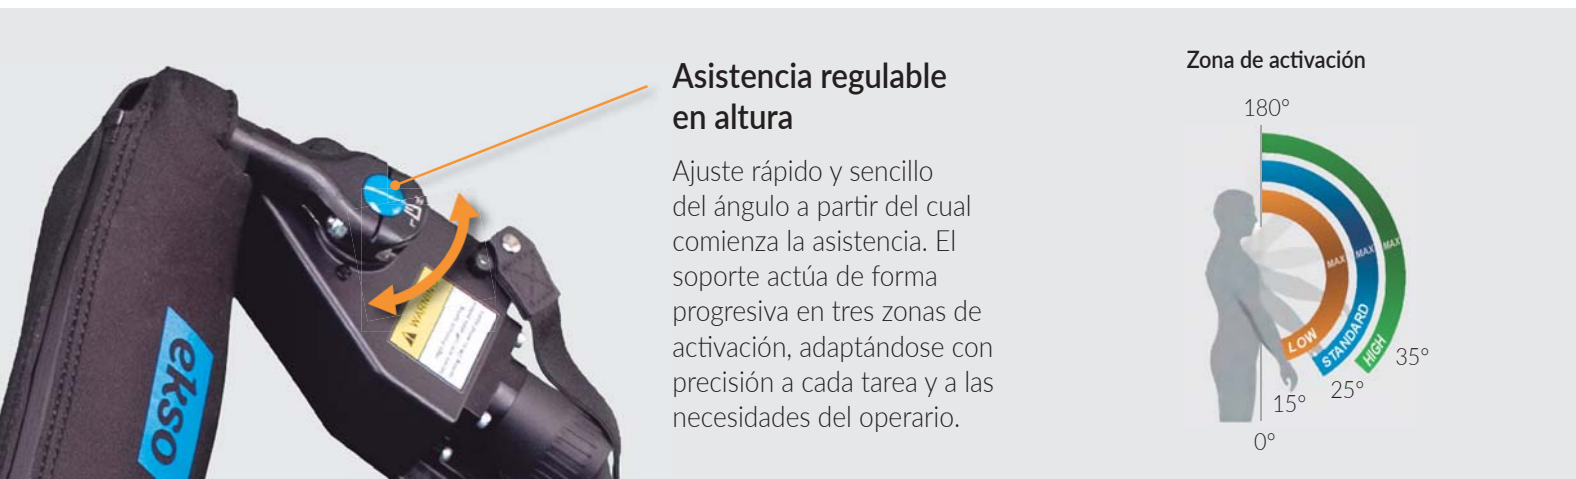 Asistencia regulable
en altura
Ajuste rápido y sencillo
del ángulo a partir del cual
comienza la asistencia. El
soporte actúa de forma
progresiva en tres zonas de
activación, adaptándose con
precisión a cada tarea y a las
necesidades del operario.
WARNING
ekso
Zona de activación
180°
MAX
MAX
MAX
LOW
STANDARD
HIGH
35°
25°
15°
0°